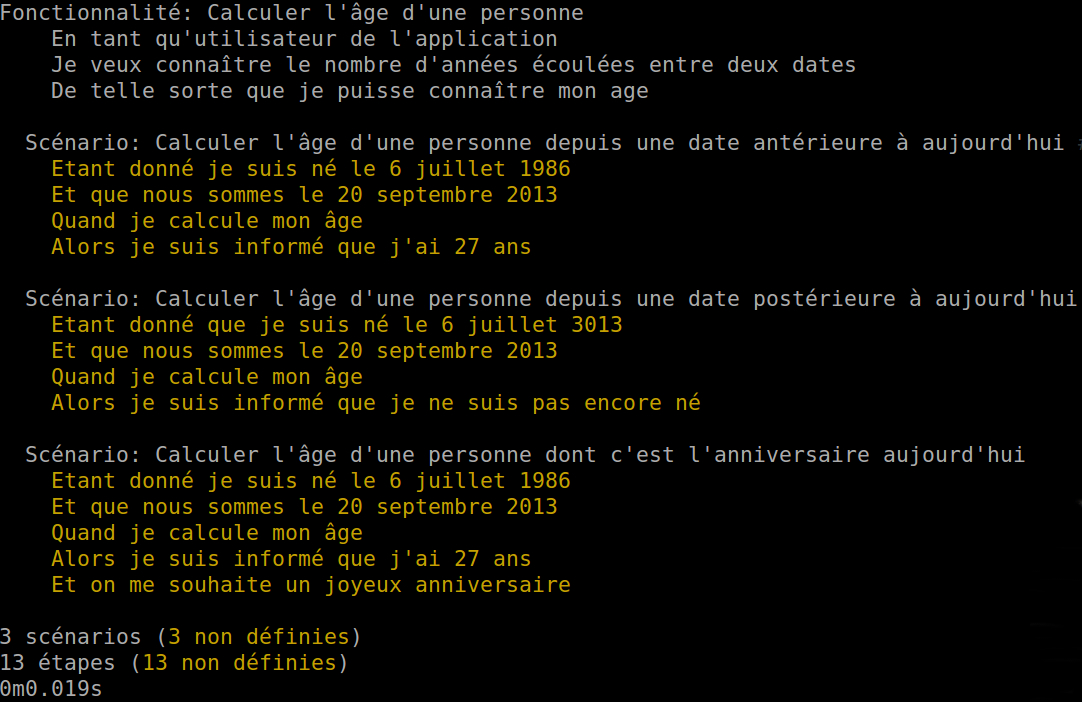 Fonctionnalité: Calculer l'âge d'une personne
En tant qu'utilisateur de l'application
Je veux connaître le nombre d'années écoulées entre deux dates
De telle sorte que je puisse connaître mon age
Scénario: Calculer l'âge d'une personne depuis une date antérieure à aujourd'hui #
Etant donné je suis né le 6 juillet 1986
Et que nous sommes le 20 septembre 2013
Quand je calcule mon âge
Alors je suis informé que j'ai 27 ans
Scénario: Calculer l'âge d'une personne depuis une date postérieure à aujourd'hui
Etant donné que je suis né le 6 juillet 3013
Et que nous sommes le 20 septembre 2013
Quand je calcule mon âge
Alors je suis informé que je ne suis pas encore né
Scénario: Calculer l'âge d'une personne dont c'est l'anniversaire aujourd'hui
Etant donné je suis né le 6 juillet 1986
Et que nous sommes le 20 septembre 2013
Quand je calcule mon âge
Alors je suis informé que j'ai 27 ans
Et on me souhaite un joyeux anniversaire
3 scénarios (3 non définies)
13 étapes (13 non définies)
0m0.019s